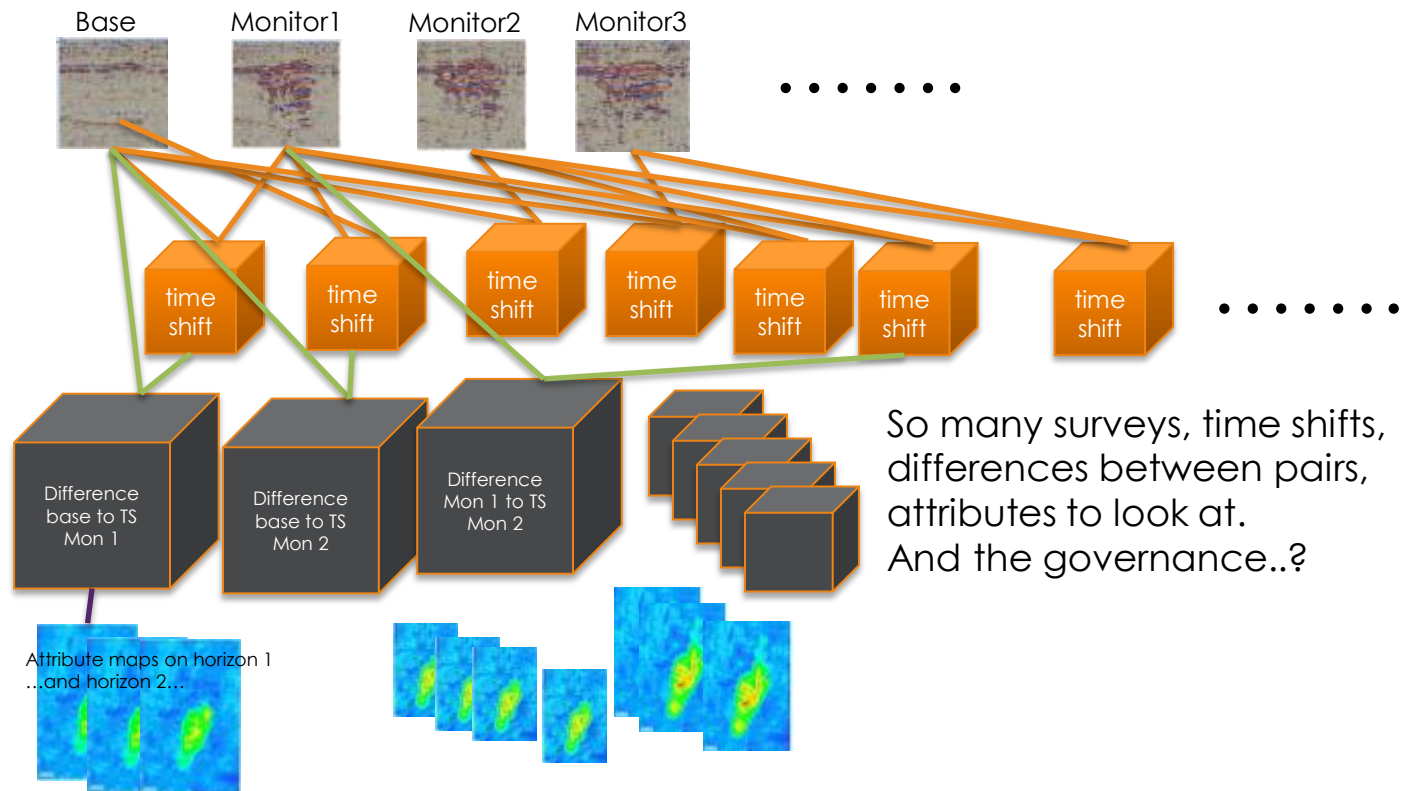 Base
Monitor1
Monitor2
Monitor3
time
shift
time
shift
time
shift
time
shift
time
shift
time
shift
time
shift
Difference
base to TS
Mon 1
Difference
base to TS
Mon 2
Difference
Mon 1 to TS
Mon 2
So many surveys, time shifts,
differences between pairs,
attributes to look at.
And the governance..?
Attribute maps on horizon 1
...and horizon 2...